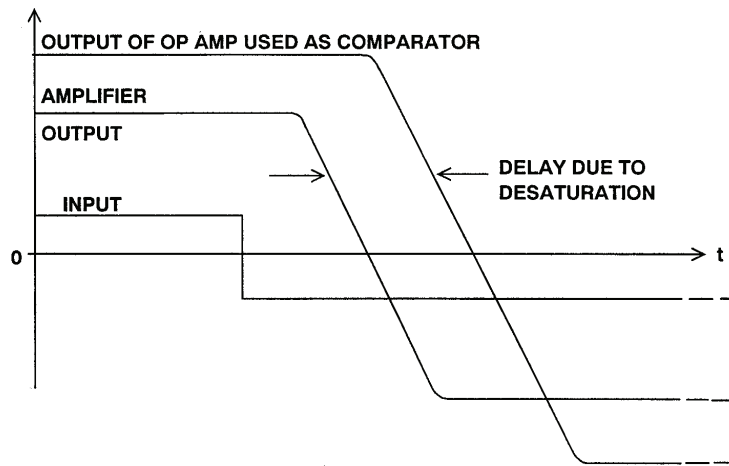 OUTPUT OF OP AMP USED AS COMPARATOR
AMPLIFIER
OUTPUT
DELAY DUE TO
DESATURATION
INPUT
0
t